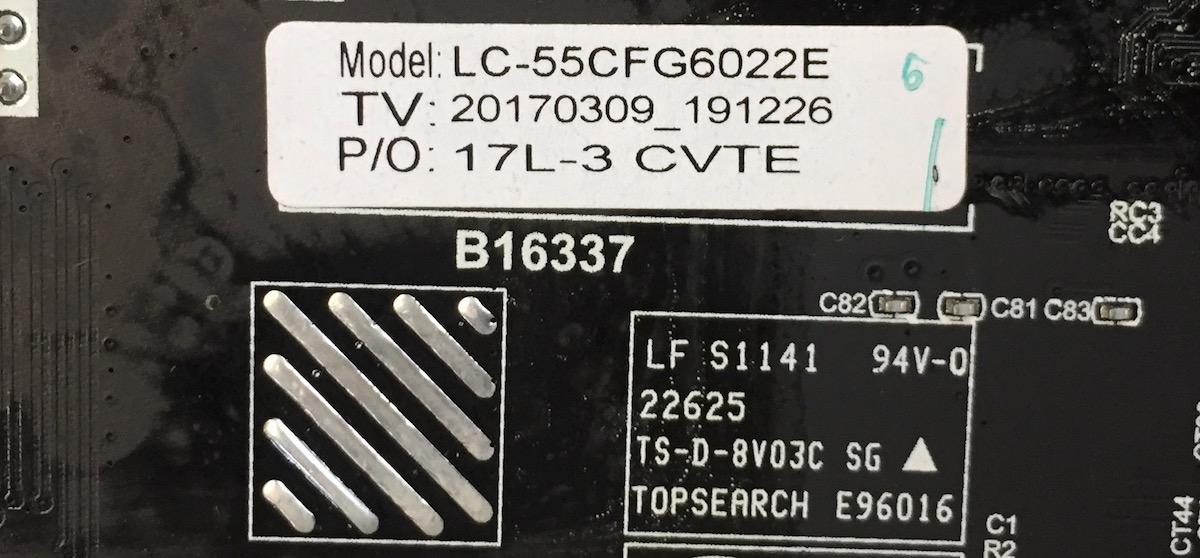 Model: LC-55CFG6022E
6
TV: 20170309_191226
P/O: 17L-3 CVTE
RC3
CC4
B16337
C82
C81
C83
LF S1141 94V-0
22625
TS-D-8V03C SG
TOPSEARCH E96016
C1
R2
CT44